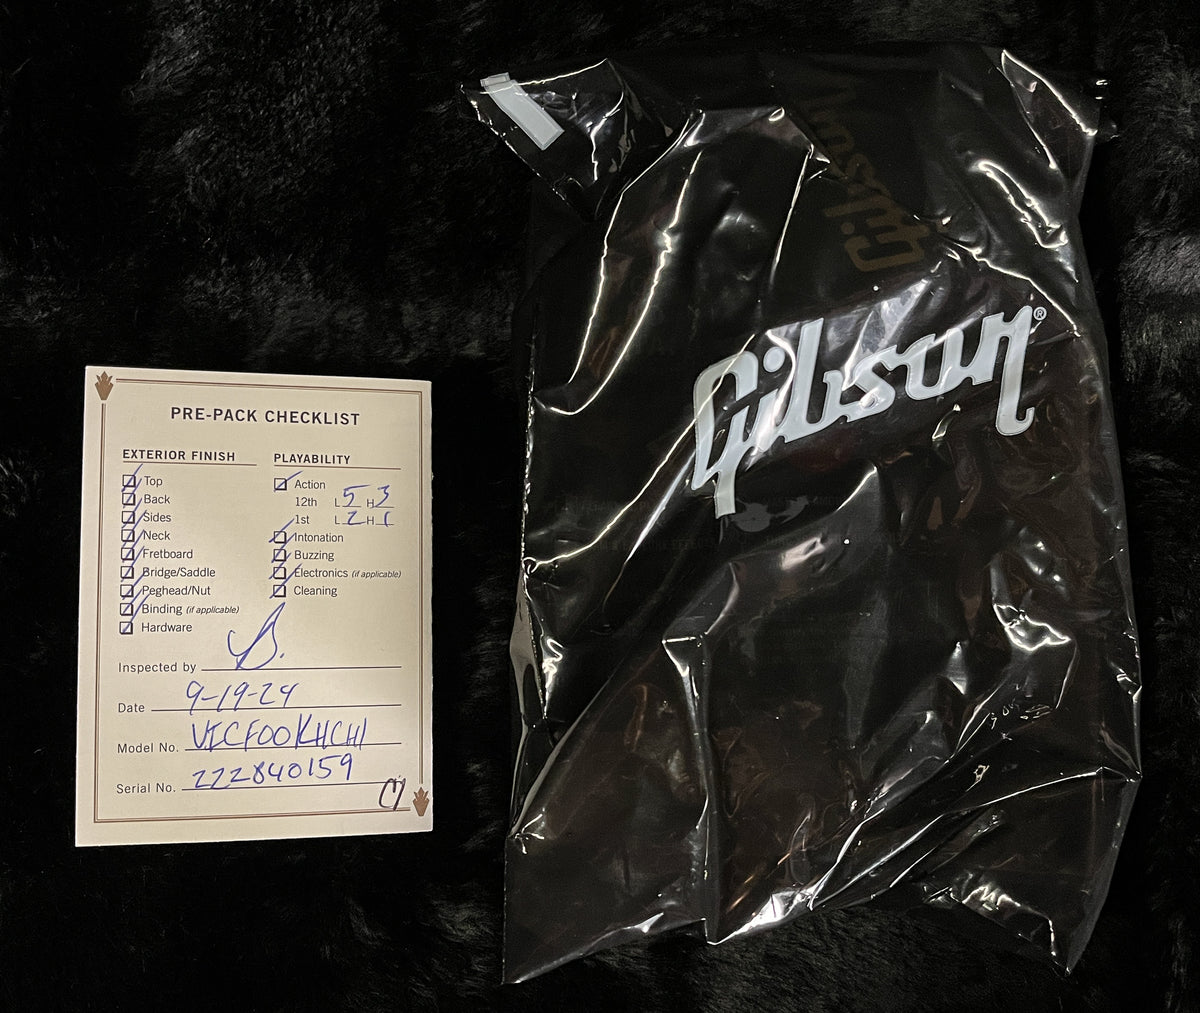 PRE-PACK CHECKLIST
EXTERIOR FINISH
Top
Back
Sides
Neck
Fretboard
Bridge/Saddle
Peghead/Nut
Binding (if applicable)
Hardware
PLAYABILITY
Action
12th L 5 H 3
1st L 2 H 1
Intonation
Buzzing
Electronics (if applicable)
Cleaning
Inspected by
Date 9-19-24
Model No. VICF00KHCH1
Serial No. 222840159
Gibson®
Gibson